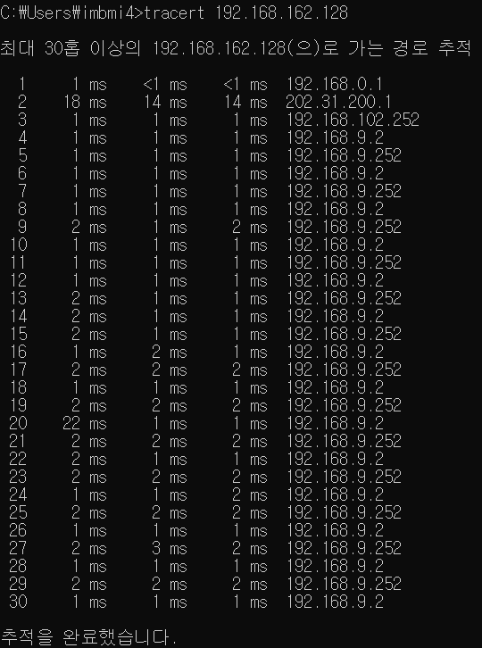 C:₩Users₩imbmi4>tracert 192.168.162.128
최대 30홉 이상의 192.168.162.128(으)로 가는 경로 추적
1 1 ms <1 ms <1 ms 192.168.0.1
2 18 ms 14 ms 14 ms 202.31.200.1
3 1 ms 1 ms 1 ms 192.168.102.252
4 1 ms 1 ms 1 ms 192.168.9.2
5 1 ms 1 ms 1 ms 192.168.9.252
6 1 ms 1 ms 1 ms 192.168.9.2
7 1 ms 1 ms 1 ms 192.168.9.252
8 1 ms 1 ms 1 ms 192.168.9.2
9 2 ms 1 ms 2 ms 192.168.9.252
10 1 ms 1 ms 1 ms 192.168.9.2
11 1 ms 1 ms 1 ms 192.168.9.252
12 1 ms 1 ms 1 ms 192.168.9.2
13 2 ms 1 ms 2 ms 192.168.9.252
14 2 ms 1 ms 1 ms 192.168.9.2
15 2 ms 1 ms 1 ms 192.168.9.252
16 1 ms 2 ms 1 ms 192.168.9.2
17 2 ms 2 ms 2 ms 192.168.9.252
18 1 ms 1 ms 1 ms 192.168.9.2
19 2 ms 2 ms 2 ms 192.168.9.252
20 22 ms 1 ms 1 ms 192.168.9.2
21 2 ms 2 ms 2 ms 192.168.9.252
22 2 ms 1 ms 1 ms 192.168.9.2
23 2 ms 2 ms 2 ms 192.168.9.252
24 1 ms 1 ms 2 ms 192.168.9.2
25 2 ms 2 ms 2 ms 192.168.9.252
26 1 ms 1 ms 1 ms 192.168.9.2
27 2 ms 3 ms 2 ms 192.168.9.252
28 1 ms 1 ms 1 ms 192.168.9.2
29 2 ms 2 ms 2 ms 192.168.9.252
30 1 ms 1 ms 1 ms 192.168.9.2
추적을 완료했습니다.